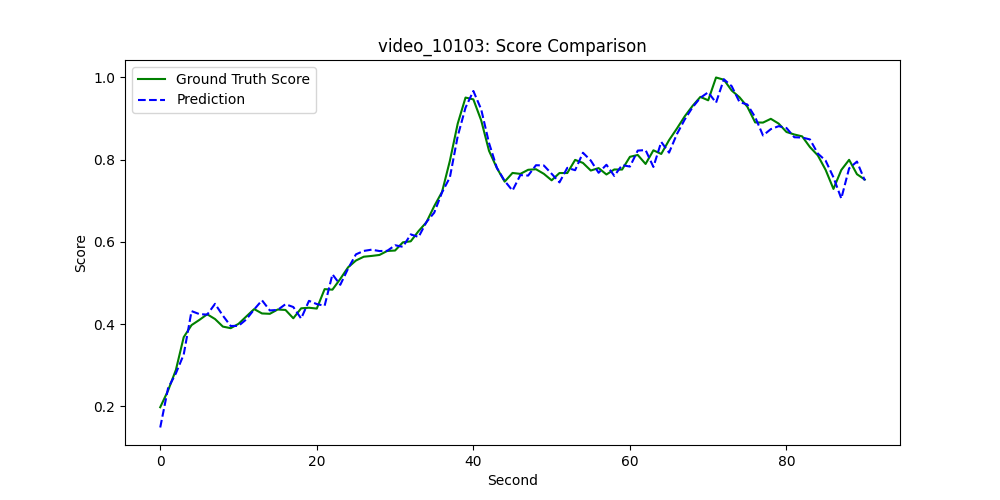 video_10103: Score Comparison
Ground Truth Score
Prediction
1.0
0.8
0.6
0.4
0.2
Score
0 20 40 60 80
Second